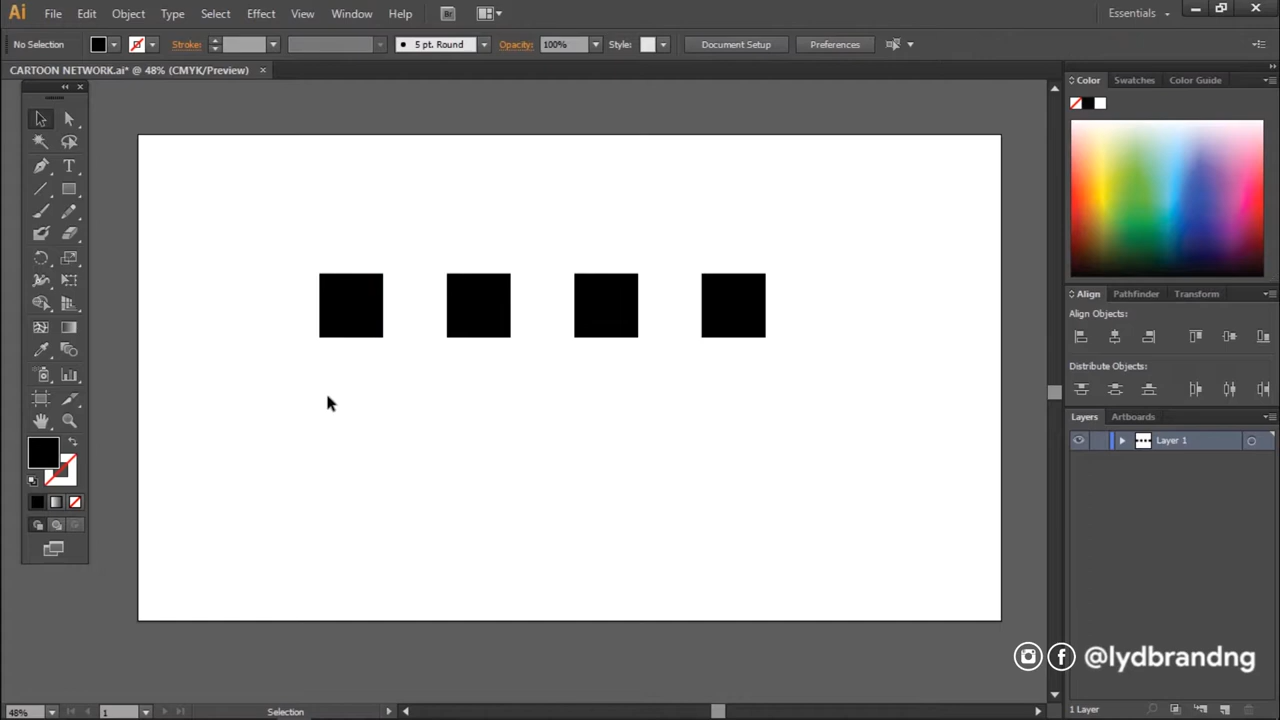 Ai File Edit Object Type Select Effect View Window Help Br Essentials
No Selection Stroke: 5 pt. Round Opacity: 100% Style: Document Setup Preferences
CARTOON NETWORK.ai* @ 48% (CMYK/Preview)
Color Swatches Color Guide
Align Pathfinder Transform
Align Objects:
Distribute Objects:
Layers Artboards
Layer 1
@lydbrandng
48% 1 Selection 1 Layer